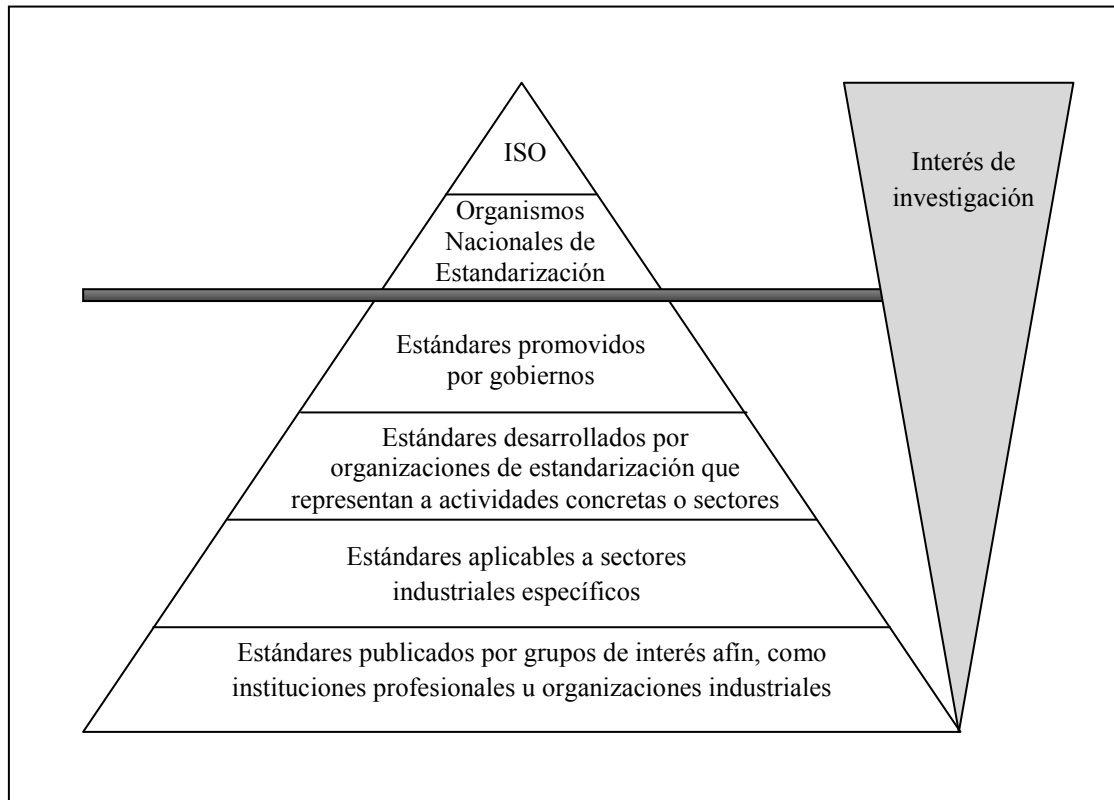 ISO
Organismos
Nacionales de
Estandarización
Interés de
investigación
Estándares promovidos
por gobiernos
Estándares desarrollados por
organizaciones de estandarización que
representan a actividades concretas o sectores
Estándares aplicables a sectores
industriales específicos
Estándares publicados por grupos de interés afín, como
instituciones profesionales u organizaciones industriales